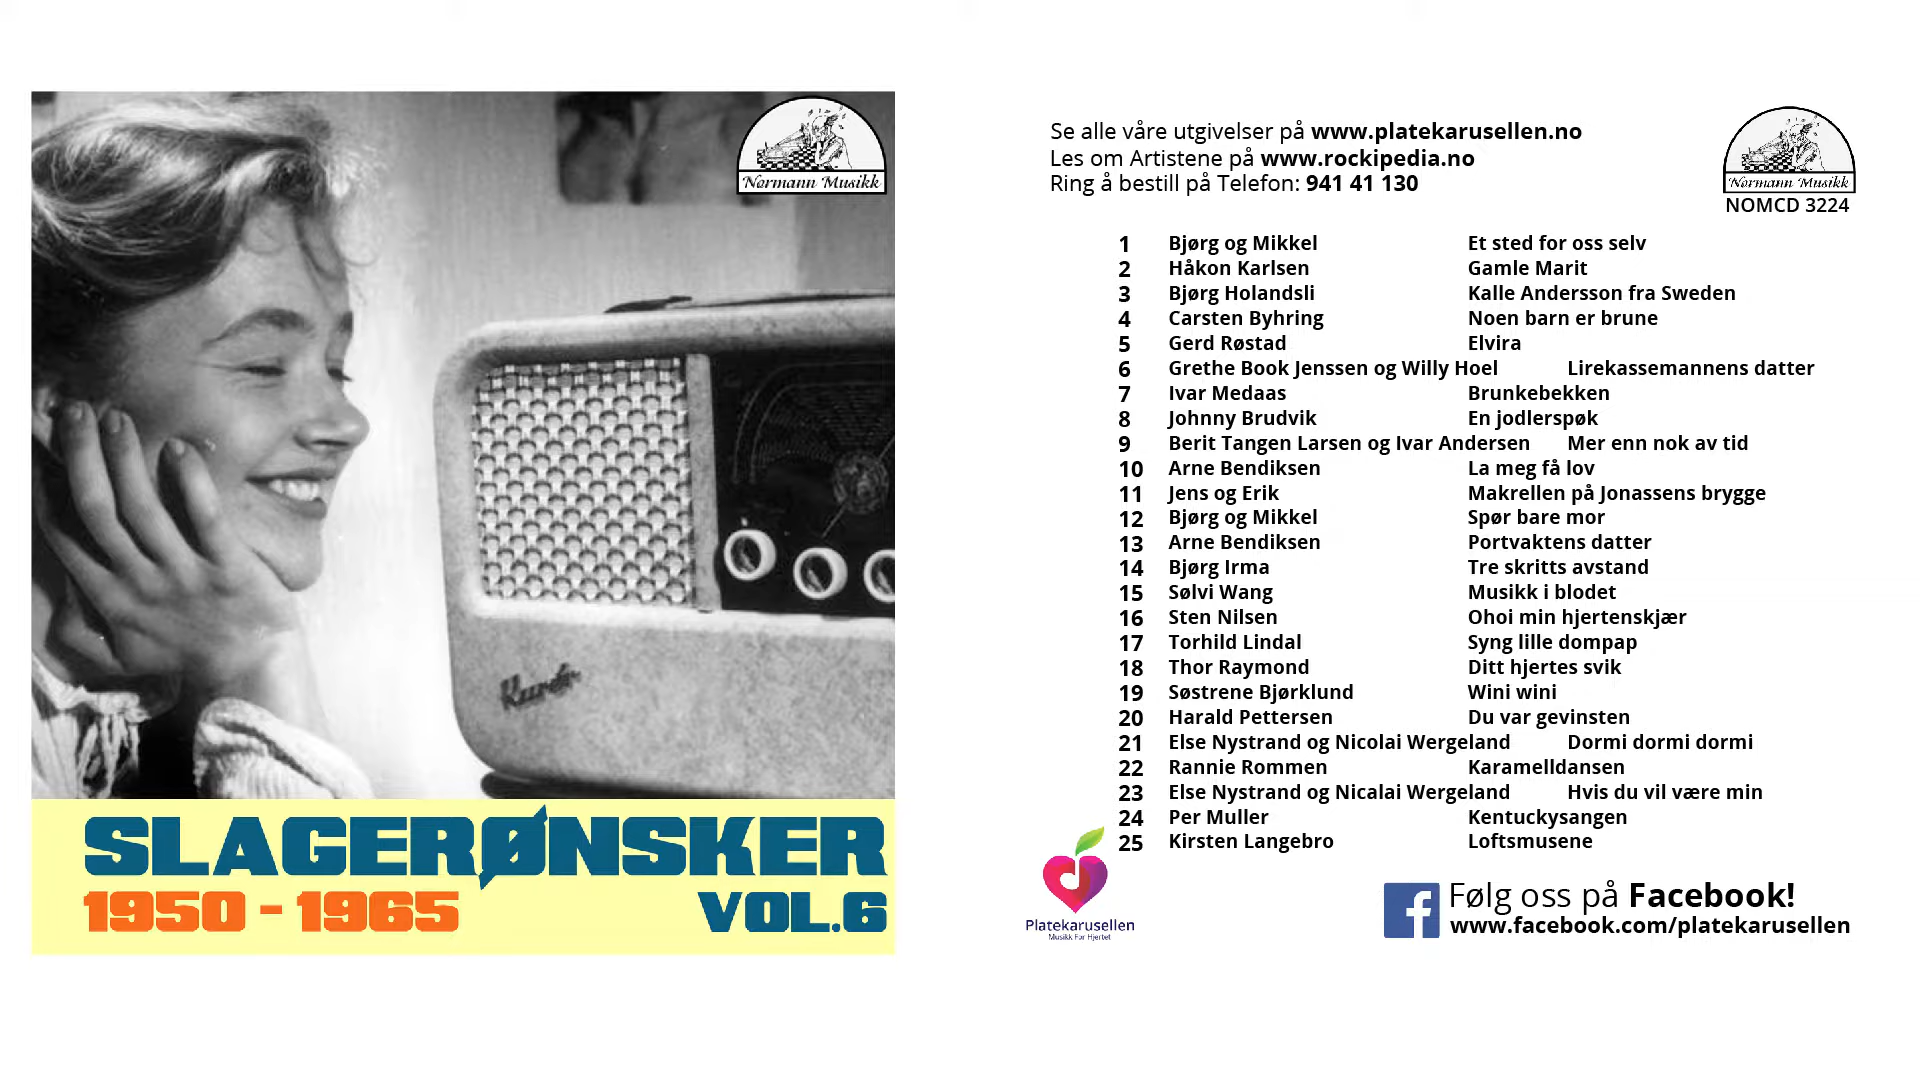 Normann Musikk
Kurér
SLAGERØNSKER
1950 - 1965 VOL.6
Se alle våre utgivelser på www.platekarusellen.no
Les om Artistene på www.rockipedia.no
Ring å bestill på Telefon: 941 41 130
Normann Musikk
NOMCD 3224
1 Bjørg og Mikkel Et sted for oss selv
2 Håkon Karlsen Gamle Marit
3 Bjørg Holandsli Kalle Andersson fra Sweden
4 Carsten Byhring Noen barn er brune
5 Gerd Røstad Elvira
6 Grethe Book Jenssen og Willy Hoel Lirekassemannens datter
7 Ivar Medaas Brunkebekken
8 Johnny Brudvik En jodlerspøk
9 Berit Tangen Larsen og Ivar Andersen Mer enn nok av tid
10 Arne Bendiksen La meg få lov
11 Jens og Erik Makrellen på Jonassens brygge
12 Bjørg og Mikkel Spør bare mor
13 Arne Bendiksen Portvaktens datter
14 Bjørg Irma Tre skritts avstand
15 Sølvi Wang Musikk i blodet
16 Sten Nilsen Ohoi min hjertenskjær
17 Torhild Lindal Syng lille dompap
18 Thor Raymond Ditt hjertes svik
19 Søstrene Bjørklund Wini wini
20 Harald Pettersen Du var gevinsten
21 Else Nystrand og Nicolai Wergeland Dormi dormi dormi
22 Rannie Rommen Karamelldansen
23 Else Nystrand og Nicalai Wergeland Hvis du vil være min
24 Per Muller Kentuckysangen
25 Kirsten Langebro Loftsmusene
Platekarusellen
Musikk For Hjertet
Følg oss på Facebook!
www.facebook.com/platekarusellen